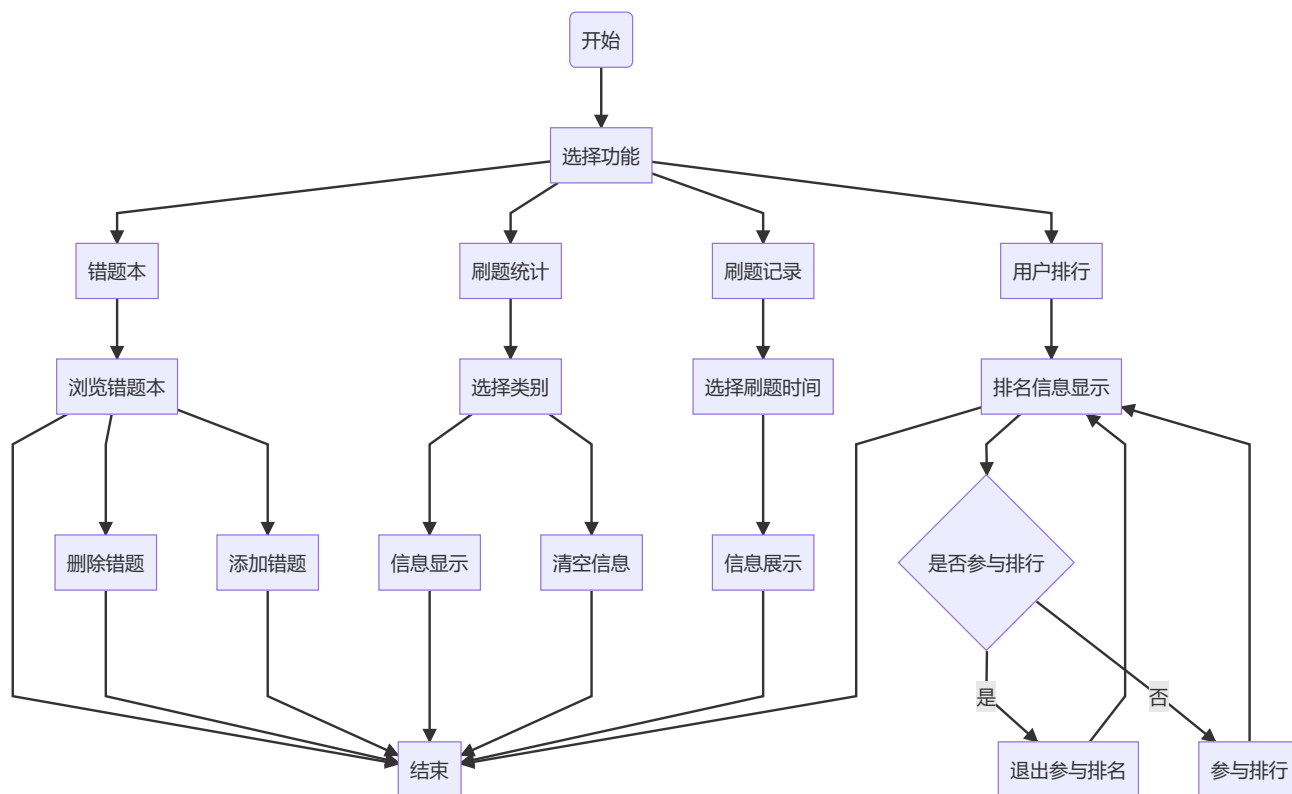 开始
选择功能
错题本
刷题统计
刷题记录
用户排行
浏览错题本
选择类别
选择刷题时间
排名信息显示
删除错题
添加错题
信息显示
清空信息
信息展示
是否参与排行
是
否
结束
退出参与排名
参与排行